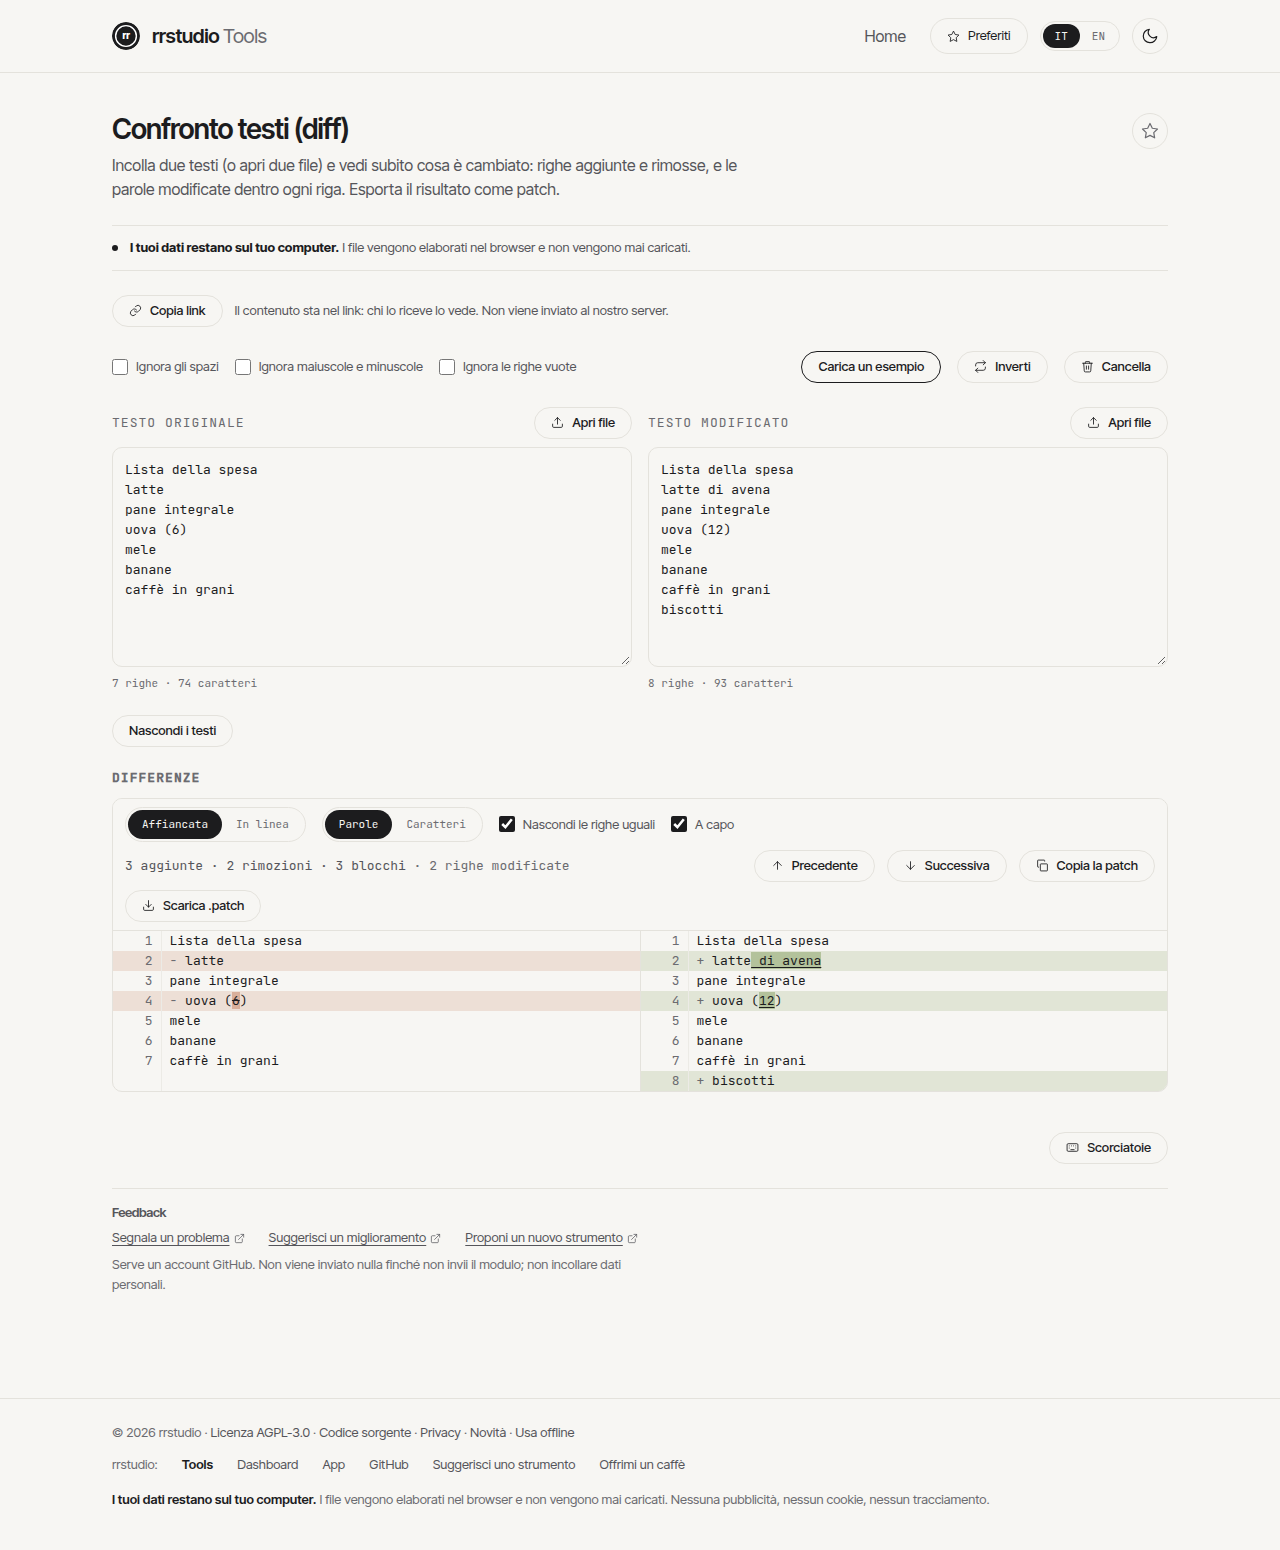 rr rrstudio Tools
Home
Preferiti
IT EN
Confronto testi (diff)
Incolla due testi (o apri due file) e vedi subito cosa è cambiato: righe aggiunte e rimosse, e le
parole modificate dentro ogni riga. Esporta il risultato come patch.
I tuoi dati restano sul tuo computer. I file vengono elaborati nel browser e non vengono mai caricati.
Copia link Il contenuto sta nel link: chi lo riceve lo vede. Non viene inviato al nostro server.
Ignora gli spazi Ignora maiuscole e minuscole Ignora le righe vuote Carica un esempio Inverti Cancella
TESTO ORIGINALE Apri file
Lista della spesa
latte
pane integrale
uova (6)
mele
banane
caffè in grani
7 righe · 74 caratteri
TESTO MODIFICATO Apri file
Lista della spesa
latte di avena
pane integrale
uova (12)
mele
banane
caffè in grani
biscotti
8 righe · 93 caratteri
Nascondi i testi
DIFFERENZE
Affiancata In linea Parole Caratteri Nascondi le righe uguali A capo
3 aggiunte · 2 rimozioni · 3 blocchi · 2 righe modificate Precedente Successiva Copia la patch
Scarica .patch
1 Lista della spesa 1 Lista della spesa
2 - latte 2 + latte di avena
3 pane integrale 3 pane integrale
4 - uova (6) 4 + uova (12)
5 mele 5 mele
6 banane 6 banane
7 caffè in grani 7 caffè in grani
8 + biscotti
Scorciatoie
Feedback
Segnala un problema Suggerisci un miglioramento Proponi un nuovo strumento
Serve un account GitHub. Non viene inviato nulla finché non invii il modulo; non incollare dati
personali.
© 2026 rrstudio · Licenza AGPL-3.0 · Codice sorgente · Privacy · Novità · Usa offline
rrstudio: Tools Dashboard App GitHub Suggerisci uno strumento Offrimi un caffè
I tuoi dati restano sul tuo computer. I file vengono elaborati nel browser e non vengono mai caricati. Nessuna pubblicità, nessun cookie, nessun tracciamento.